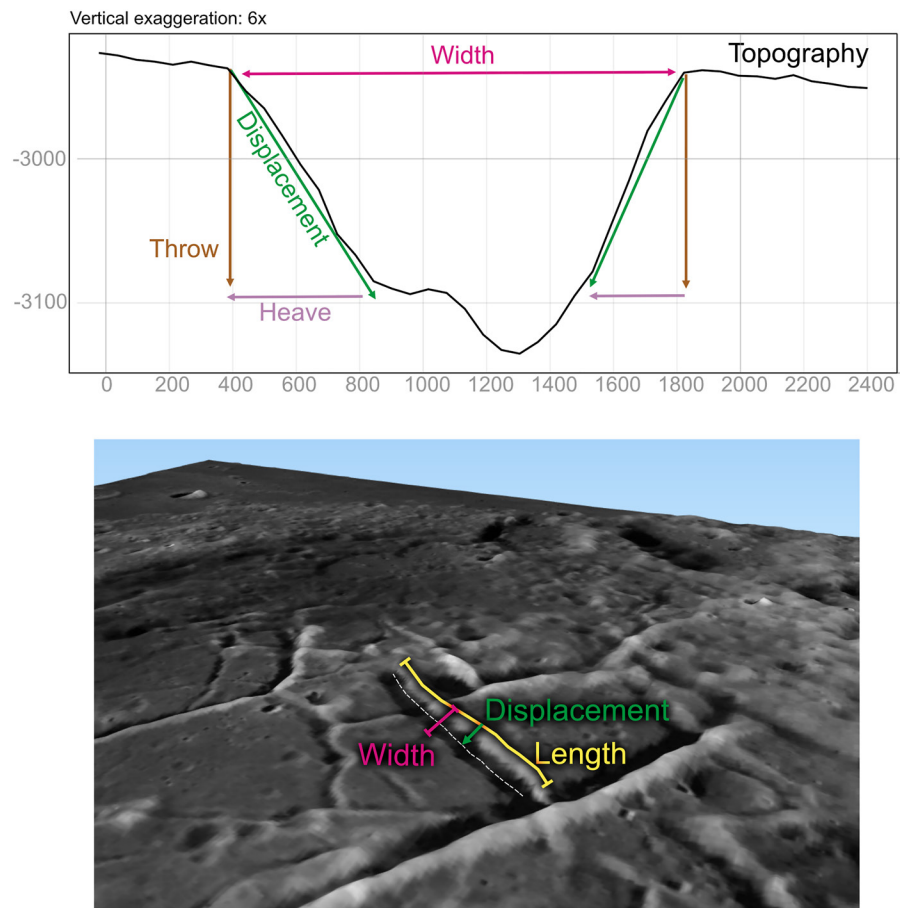 Vertical exaggeration: 6x
Width
Topography
-3000
Displacement
Throw
-3100
Heave
0 200 400 600 800 1000 1200 1400 1600 1800 2000 2200 2400
Displacement
Width
Length